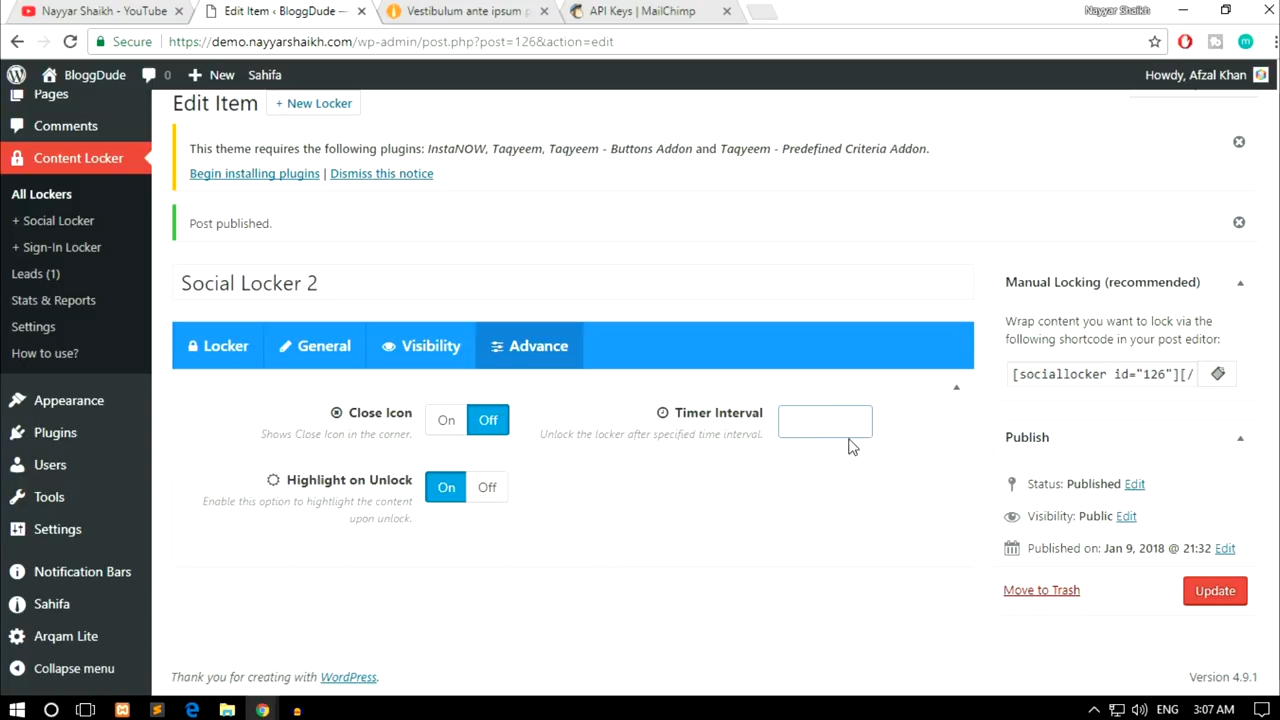 Nayyar Shaikh - YouTube
Edit Item ‹ BloggDude —
Vestibulum ante ipsum p
API Keys | MailChimp
Nayyar Shaikh
Secure
https://demo.nayyarshaikh.com/wp-admin/post.php?post=126&action=edit
m
BloggDude
0
New
Sahifa
Howdy, Afzal Khan
Pages
Comments
Content Locker
All Lockers
+ Social Locker
+ Sign-In Locker
Leads (1)
Stats & Reports
Settings
How to use?
Appearance
Plugins
Users
Tools
Settings
Notification Bars
Sahifa
Arqam Lite
Collapse menu
Edit Item
+ New Locker
This theme requires the following plugins: InstaNOW, Taqyeem, Taqyeem - Buttons Addon and Taqyeem - Predefined Criteria Addon.
Begin installing plugins | Dismiss this notice
Post published.
Social Locker 2
Locker
General
Visibility
Advance
Close Icon
Shows Close Icon in the corner.
On
Off
Timer Interval
Unlock the locker after specified time interval.
Highlight on Unlock
Enable this option to hightlight the content
upon unlock.
On
Off
Manual Locking (recommended)
Wrap content you want to lock via the
following shortcode in your post editor:
[sociallocker id="126"][/
Publish
Status: Published Edit
Visibility: Public Edit
Published on: Jan 9, 2018 @ 21:32 Edit
Move to Trash
Update
Thank you for creating with WordPress.
Version 4.9.1
ENG
3:07 AM